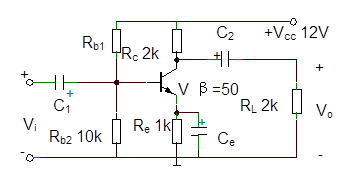 C2
+Vcc 12V
Rb1
Rc 2k
+
+
+
V β=50
C1
+
RL 2k
Vi
Vo
Rb2 10k
Re 1k
+
Ce
-
-